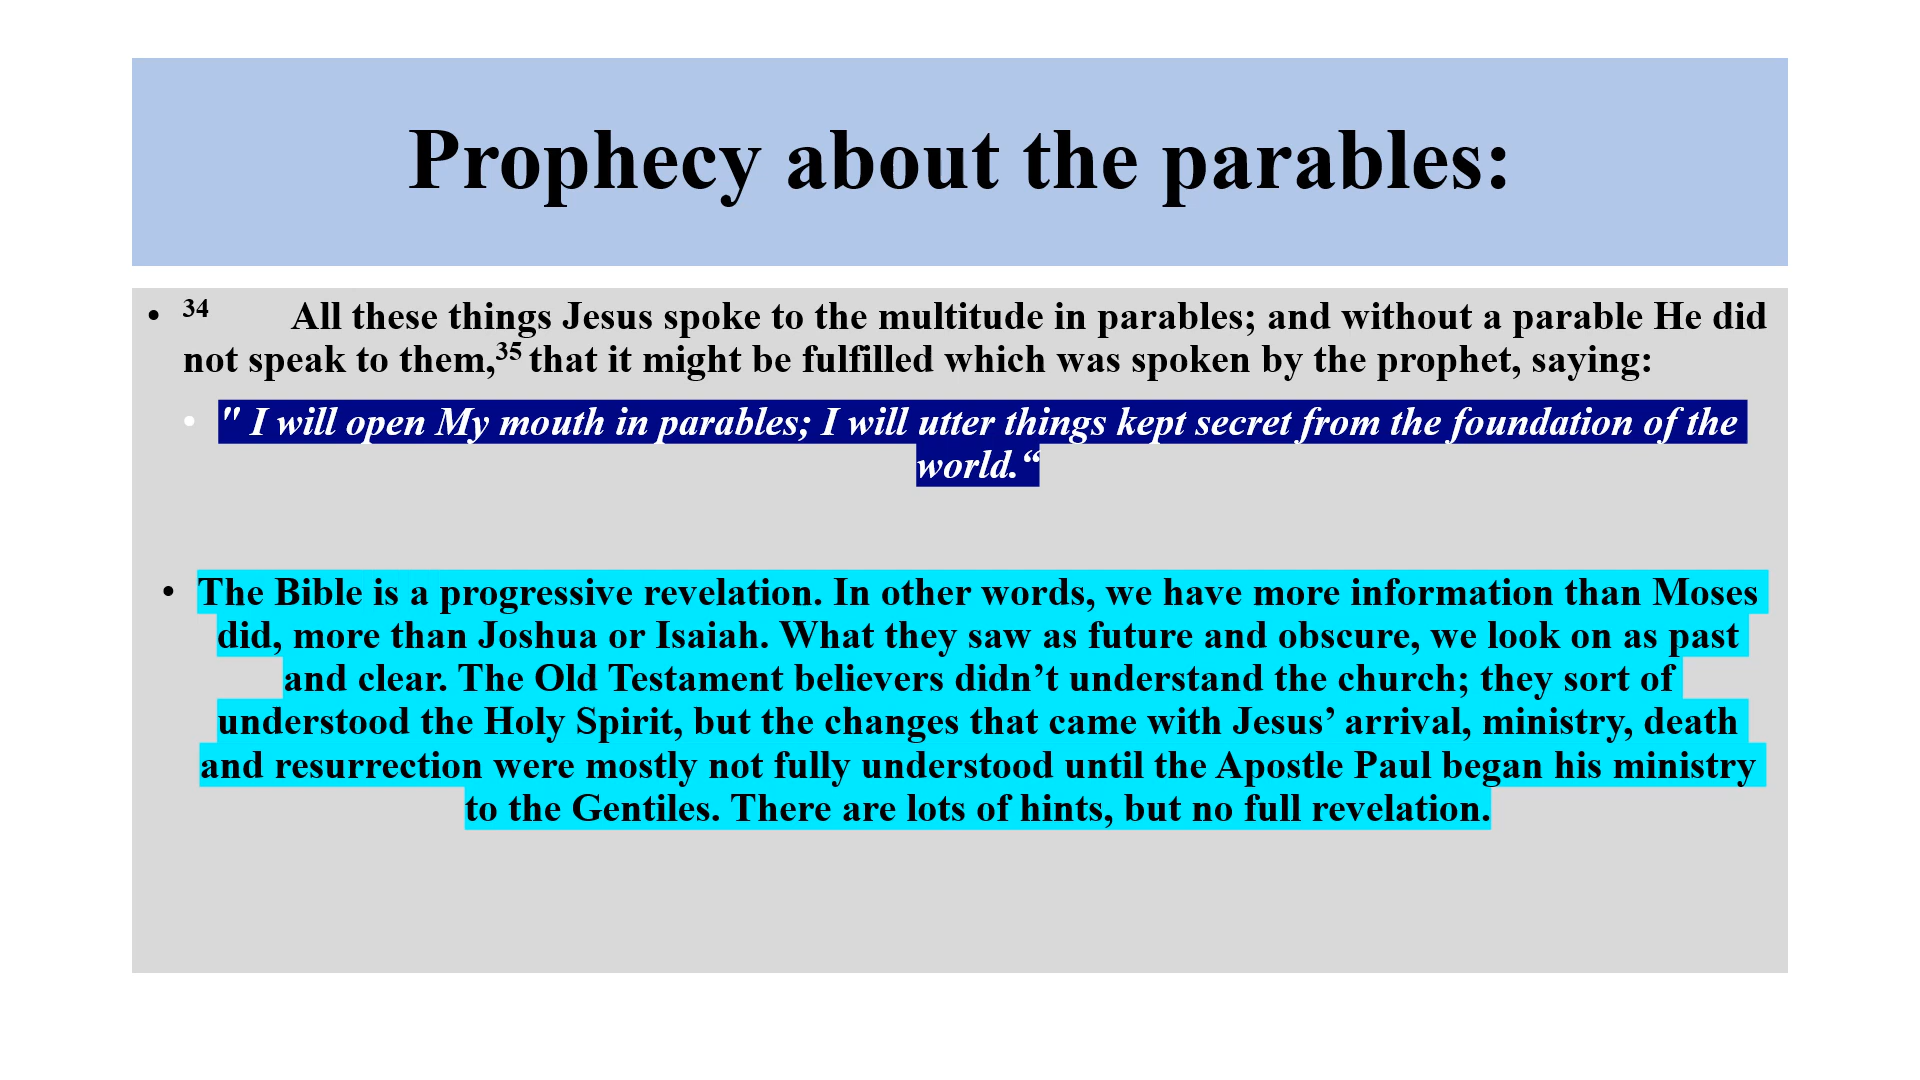 Prophecy about the parables:
• 34 All these things Jesus spoke to the multitude in parables; and without a parable He did
not speak to them,35 that it might be fulfilled which was spoken by the prophet, saying:
• " I will open My mouth in parables; I will utter things kept secret from the foundation of the
world.“
• The Bible is a progressive revelation. In other words, we have more information than Moses
did, more than Joshua or Isaiah. What they saw as future and obscure, we look on as past
and clear. The Old Testament believers didn’t understand the church; they sort of
understood the Holy Spirit, but the changes that came with Jesus’ arrival, ministry, death
and resurrection were mostly not fully understood until the Apostle Paul began his ministry
to the Gentiles. There are lots of hints, but no full revelation.